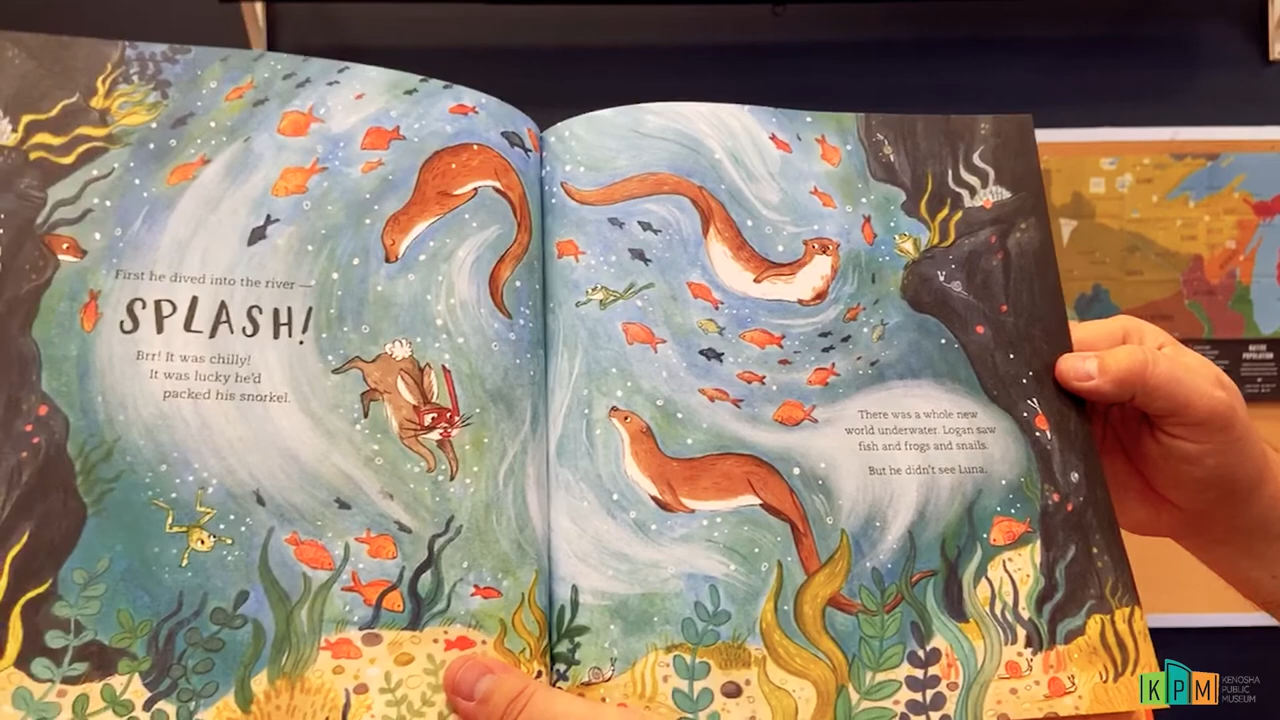 First he dived into the river —
SPLASH!
Brr! It was chilly!
It was lucky he'd
packed his snorkel.
There was a whole new
world underwater. Logan saw
fish and frogs and snails.
But he didn't see Luna.
NATIVE
POPULATION
KPM
KENOSHA
PUBLIC
MUSEUM